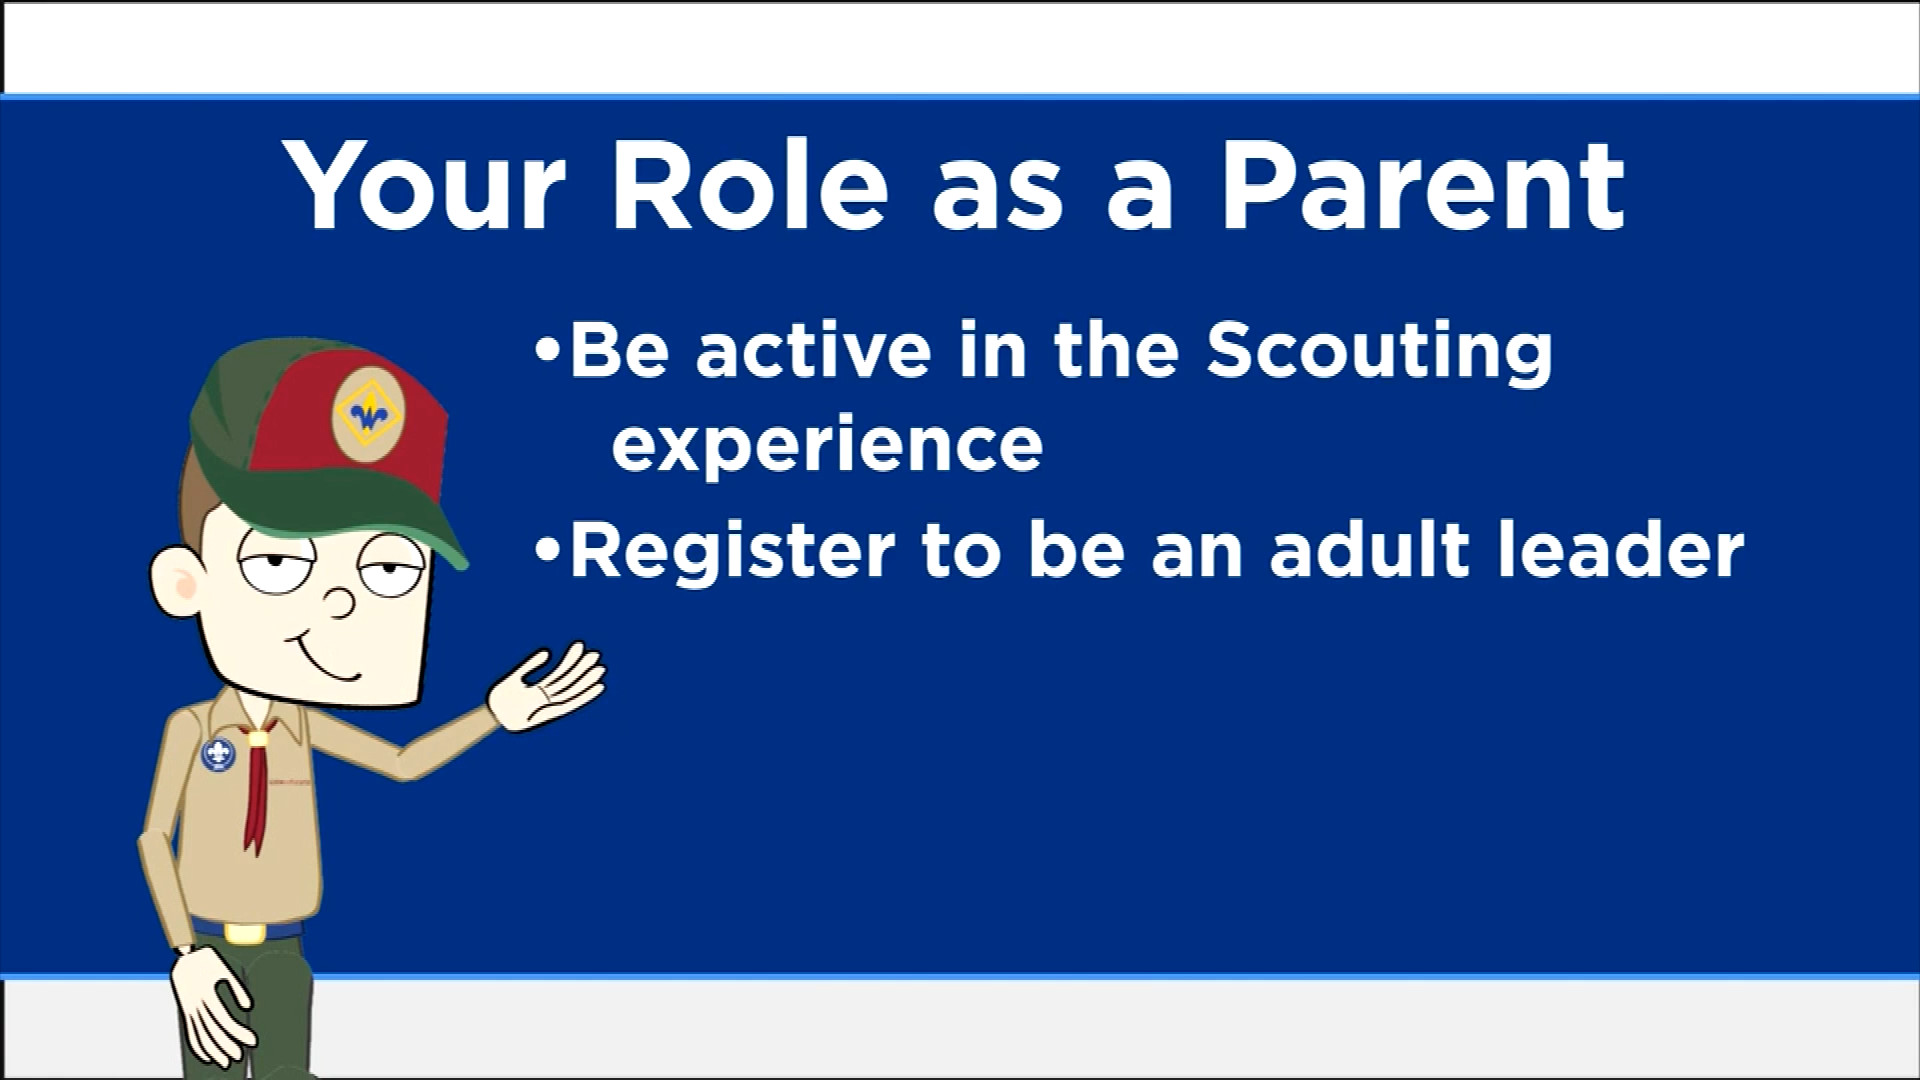 Your Role as a Parent
•Be active in the Scouting
experience
•Register to be an adult leader